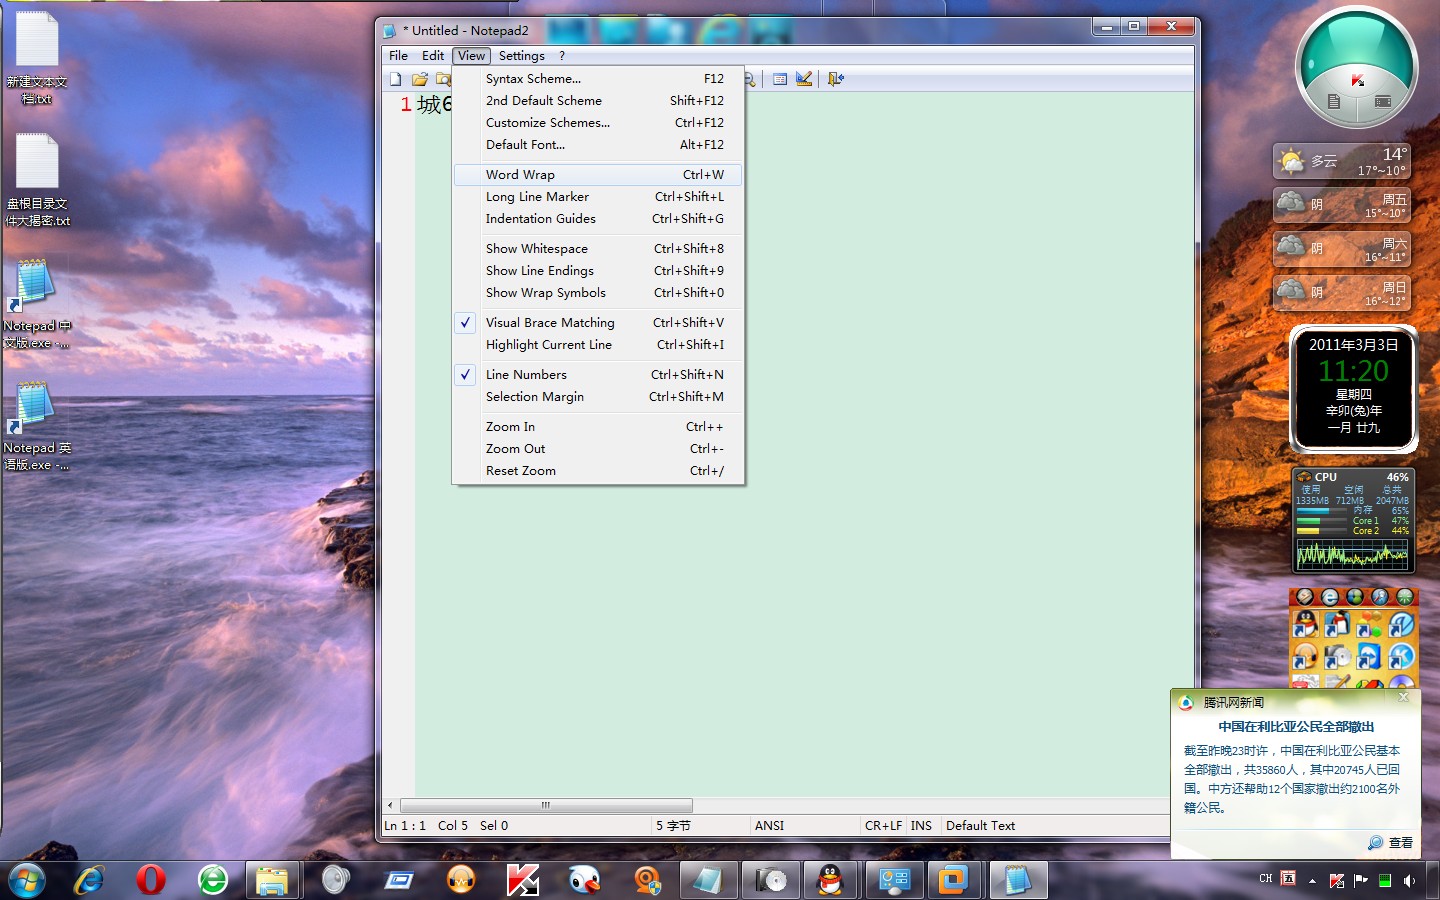 新建文本文
档.txt
盘根目录文
件大揭密.txt
Notepad 中
文版.exe -...
Notepad 英
语版.exe -...
* Untitled - Notepad2
File Edit View Settings ?
1 城6
Syntax Scheme... F12
2nd Default Scheme Shift+F12
Customize Schemes... Ctrl+F12
Default Font... Alt+F12
Word Wrap Ctrl+W
Long Line Marker Ctrl+Shift+L
Indentation Guides Ctrl+Shift+G
Show Whitespace Ctrl+Shift+8
Show Line Endings Ctrl+Shift+9
Show Wrap Symbols Ctrl+Shift+0
Visual Brace Matching Ctrl+Shift+V
Highlight Current Line Ctrl+Shift+I
Line Numbers Ctrl+Shift+N
Selection Margin Ctrl+Shift+M
Zoom In Ctrl++
Zoom Out Ctrl+-
Reset Zoom Ctrl+/
Ln 1 : 1 Col 5 Sel 0 5 字节 ANSI CR+LF INS Default Text
多云 14°
17°~10°
阴 周五
15°~10°
阴 周六
16°~11°
阴 周日
16°~12°
2011年3月3日
11:20
星期四
辛卯(兔)年
一月 廿九
CPU 46%
使用 空闲 总共
1335MB 712MB 2047MB
内存 65%
Core 1 47%
Core 2 44%
腾讯网新闻
中国在利比亚公民全部撤出
截至昨晚23时许，中国在利比亚公民基本
全部撤出，共35860人，其中20745人已回
国。中方还帮助12个国家撤出约2100名外
籍公民。
查看
CH 五